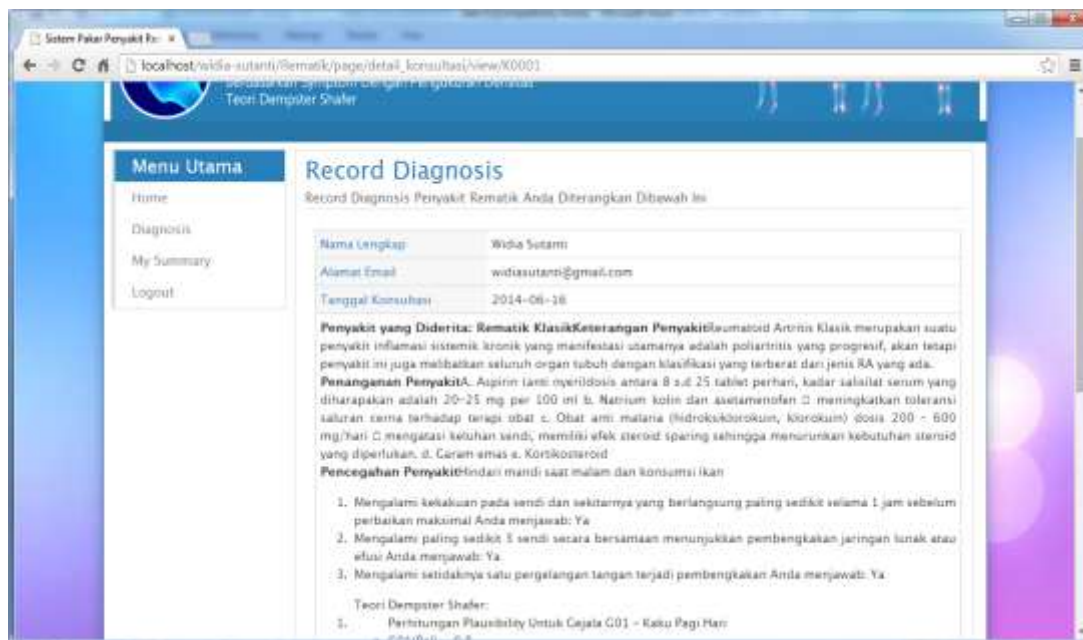 Sistem Pakar Penyakit Re
localhost/widia-sutanti/Rematik/page/detail_konsultasi/view/K0001
Berdasarkan Symptom Dengan Pengukuran Densitas
Teori Dempster Shafer
Menu Utama
Home
Diagnosis
My Summary
Logout
Record Diagnosis
Record Diagnosis Penyakit Rematik Anda Diterangkan Dibawah Ini
Nama Lengkap Widia Sutanti
Alamat Email widiasutanti@gmail.com
Tanggal Konsultasi 2014-06-16
Penyakit yang Diderita: Rematik KlasikKeterangan PenyakitReumatoid Artritis Klasik merupakan suatu
penyakit inflamasi sistemik kronik yang manifestasi utamanya adalah poliartritis yang progresif, akan tetapi
penyakit ini juga melibatkan seluruh organ tubuh dengan klasifikasi yang terberat dari jenis RA yang ada.
Penanganan PenyakitA. Aspirin (anti nyeri)dosis antara 8 s.d 25 tablet perhari, kadar salisilat serum yang
diharapakan adalah 20-25 mg per 100 ml b. Natrium kolin dan asetamenofen □ meningkatkan toleransi
saluran cerna terhadap terapi obat c. Obat anti malaria (hidroksiklorokuin, klorokuin) dosis 200 - 600
mg/hari □ mengatasi keluhan sendi, memiliki efek steroid sparing sehingga menurunkan kebutuhan steroid
yang diperlukan. d. Garam emas e. Kortikosteroid
Pencegahan PenyakitHindari mandi saat malam dan konsumsi ikan
1. Mengalami kekakuan pada sendi dan sekitarnya yang berlangsung paling sedikit selama 1 jam sebelum
perbaikan maksimal Anda menjawab: Ya
2. Mengalami paling sedikit 3 sendi secara bersamaan menunjukkan pembengkakan jaringan lunak atau
efusi Anda menjawab: Ya
3. Mengalami setidaknya satu pergelangan tangan terjadi pembengkakan Anda menjawab: Ya
Teori Dempster Shafer:
1. Perhitungan Plausibility Untuk Gejala G01 - Kaku Pagi Hari